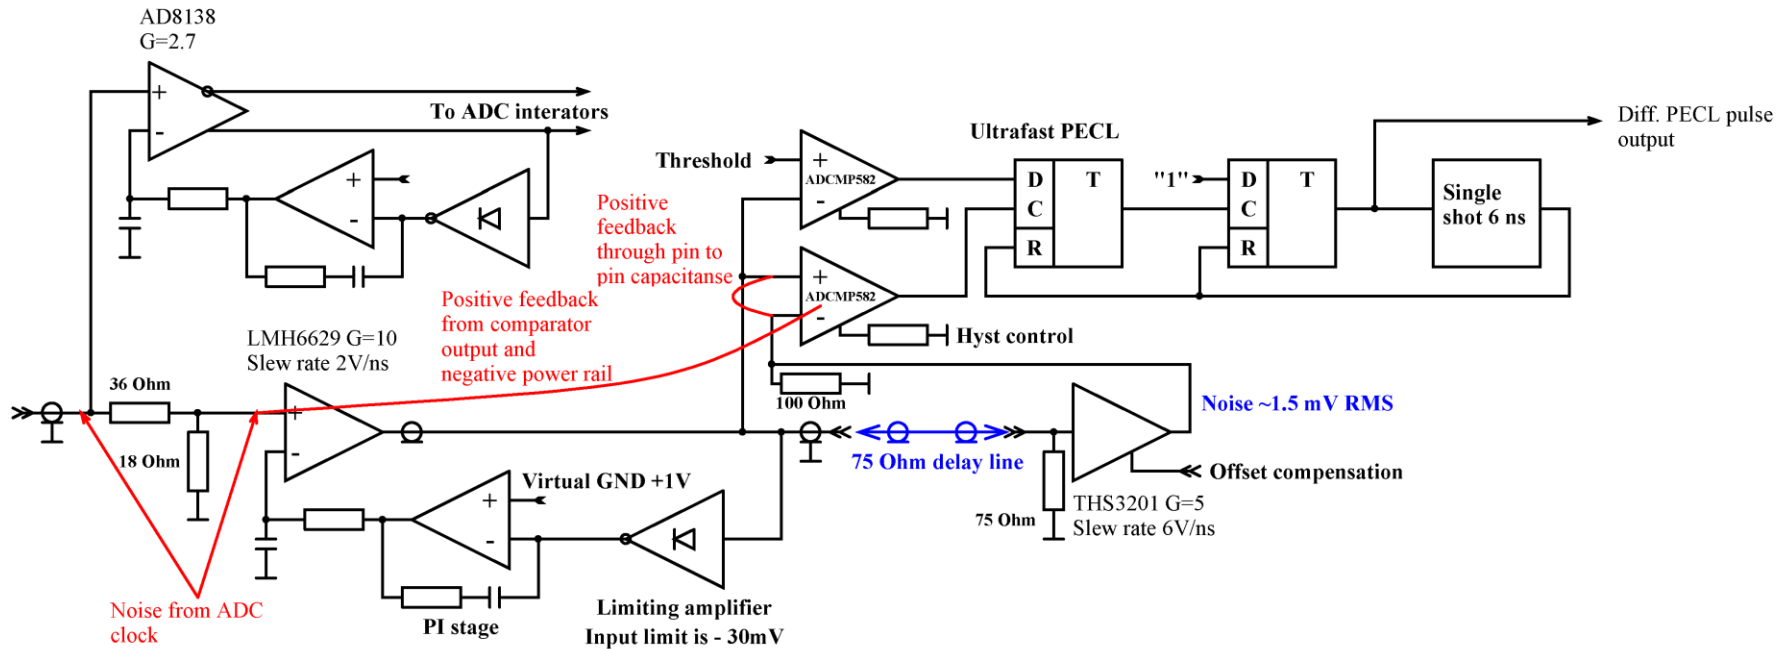 AD8138
G=2.7
To ADC interators
+
-
+
-
Threshold
+
ADCMP582
-
Ultrafast PECL
D
C
R
T
"1"
D
C
R
T
Single
shot 6 ns
Diff. PECL pulse
output
Positive
feedback
through pin to
pin capacitanse
+
ADCMP582
-
Hyst control
Positive feedback
from comparator
output and
negative power rail
LMH6629 G=10
Slew rate 2V/ns
36 Ohm
18 Ohm
+
-
100 Ohm
Noise ~1.5 mV RMS
75 Ohm delay line
Offset compensation
75 Ohm
THS3201 G=5
Slew rate 6V/ns
Virtual GND +1V
+
-
PI stage
Limiting amplifier
Input limit is - 30mV
Noise from ADC
clock